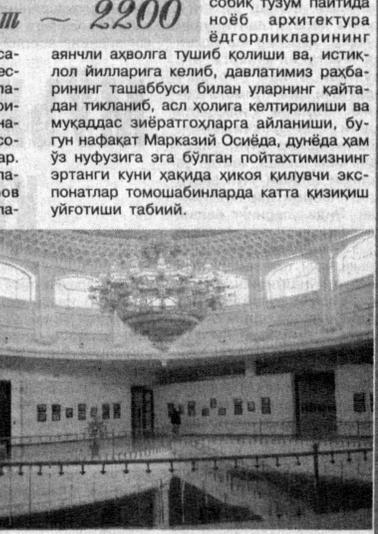 т ~ 2200
собиқ тузум пайтида
ноёб архитектура
ёдгорликларининг
аянчли аҳволга тушиб қолиши ва, истиқ-
лол йилларига келиб, давлатимиз раҳба-
рининг ташаббуси билан уларнинг қайта-
дан тикланиб, асл ҳолига келтирилиши ва
муқаддас зиёратгоҳларга айланиши, бу-
гун нафақат Марказий Осиёда, дунёда ҳам
ўз нуфузига эга бўлган пойтахтимизнинг
эртанги куни ҳақида ҳикоя қилувчи экс-
понатлар томошабинларда катта қизиқиш
уйғотиши табиий.